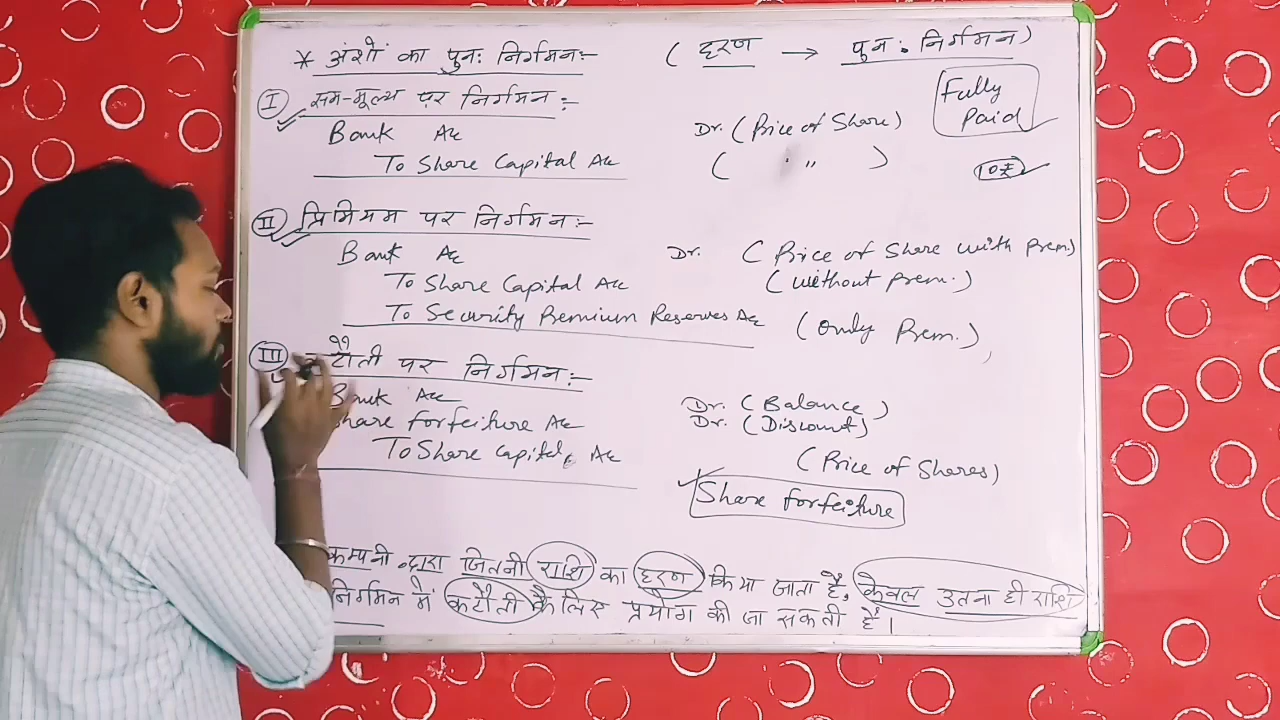 * अंशों का पुनः निर्गमन :- ( हरण → पुनः निर्गमन )
Fully Paid
I सम-मूल्य पर निर्गमन :-
Bank A/c Dr. ( Price of Share )
To Share Capital A/c ( " )
10₹
II प्रिमियम पर निर्गमन :-
Bank A/c Dr. ( Price of Share with Prem. )
To Share Capital A/c ( without Prem. )
To Security Premium Reserves A/c ( Only Prem. )
III पर निर्गमन :-
Bank A/c Dr. ( Balance )
Share forfeiture A/c Dr. ( Discount )
To Share Capital A/c ( Price of Shares )
Share forfeiture
कम्पनी द्वारा जितनी राशि का हरण किया जाता है, केवल उतना ही राशि
निर्गमन में कटौती के लिए प्रयोग की जा सकती है।